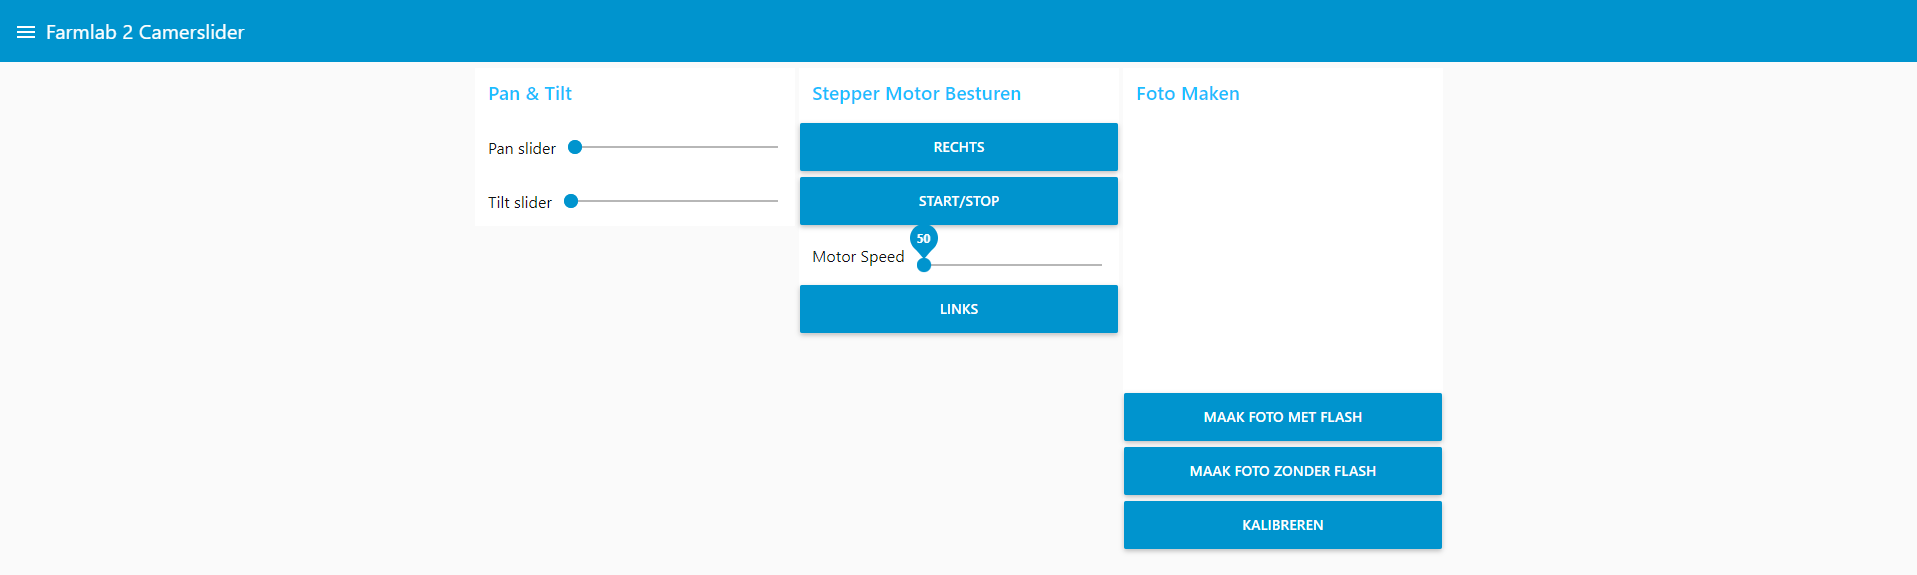 Farmlab 2 Camerslider
Pan & Tilt
Pan slider
Tilt slider
Stepper Motor Besturen
RECHTS
START/STOP
50
Motor Speed
LINKS
Foto Maken
MAAK FOTO MET FLASH
MAAK FOTO ZONDER FLASH
KALIBREREN